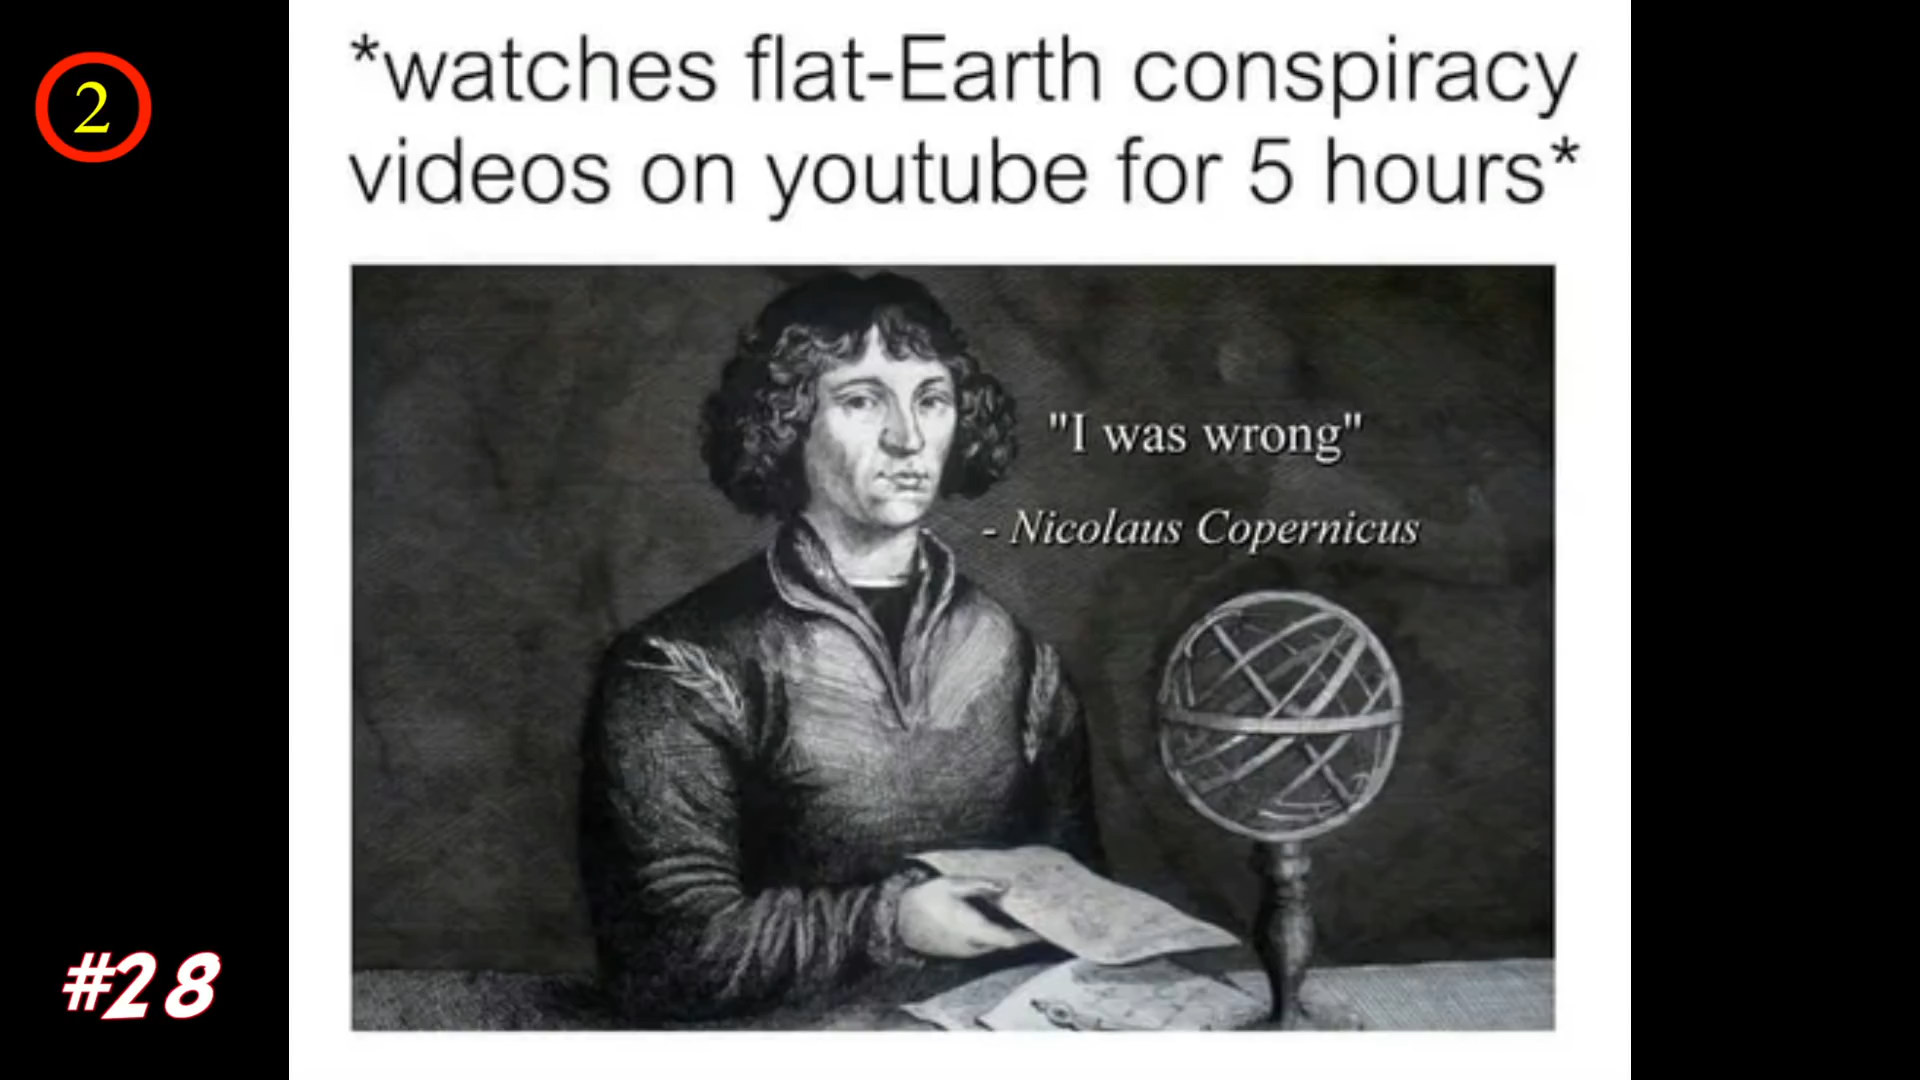 2
*watches flat-Earth conspiracy
videos on youtube for 5 hours*
"I was wrong"
- Nicolaus Copernicus
#28